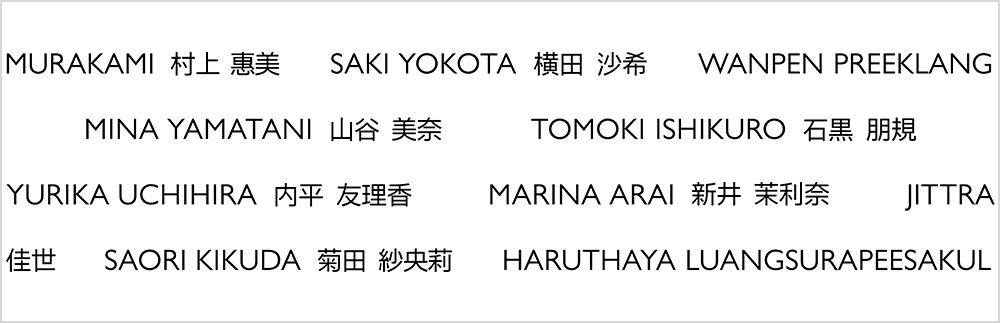 MURAKAMI 村上 惠美 SAKI YOKOTA 横田 沙希 WANPEN PREEKLANG
MINA YAMATANI 山谷 美奈 TOMOKI ISHIKURO 石黒 朋規
YURIKA UCHIHIRA 内平 友理香 MARINA ARAI 新井 茉利奈 JITTRA
佳世 SAORI KIKUDA 菊田 紗央莉 HARUTHAYA LUANGSURAPEESAKUL